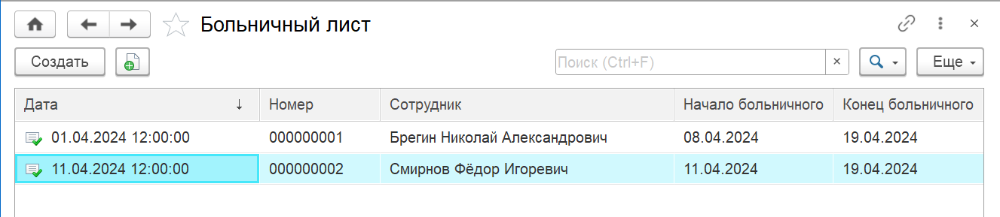 Больничный лист
Создать Поиск (Ctrl+F) × Еще
Дата ↓ Номер Сотрудник Начало больничного Конец больничного
01.04.2024 12:00:00 000000001 Брегин Николай Александрович 08.04.2024 19.04.2024
11.04.2024 12:00:00 000000002 Смирнов Фёдор Игоревич 11.04.2024 19.04.2024